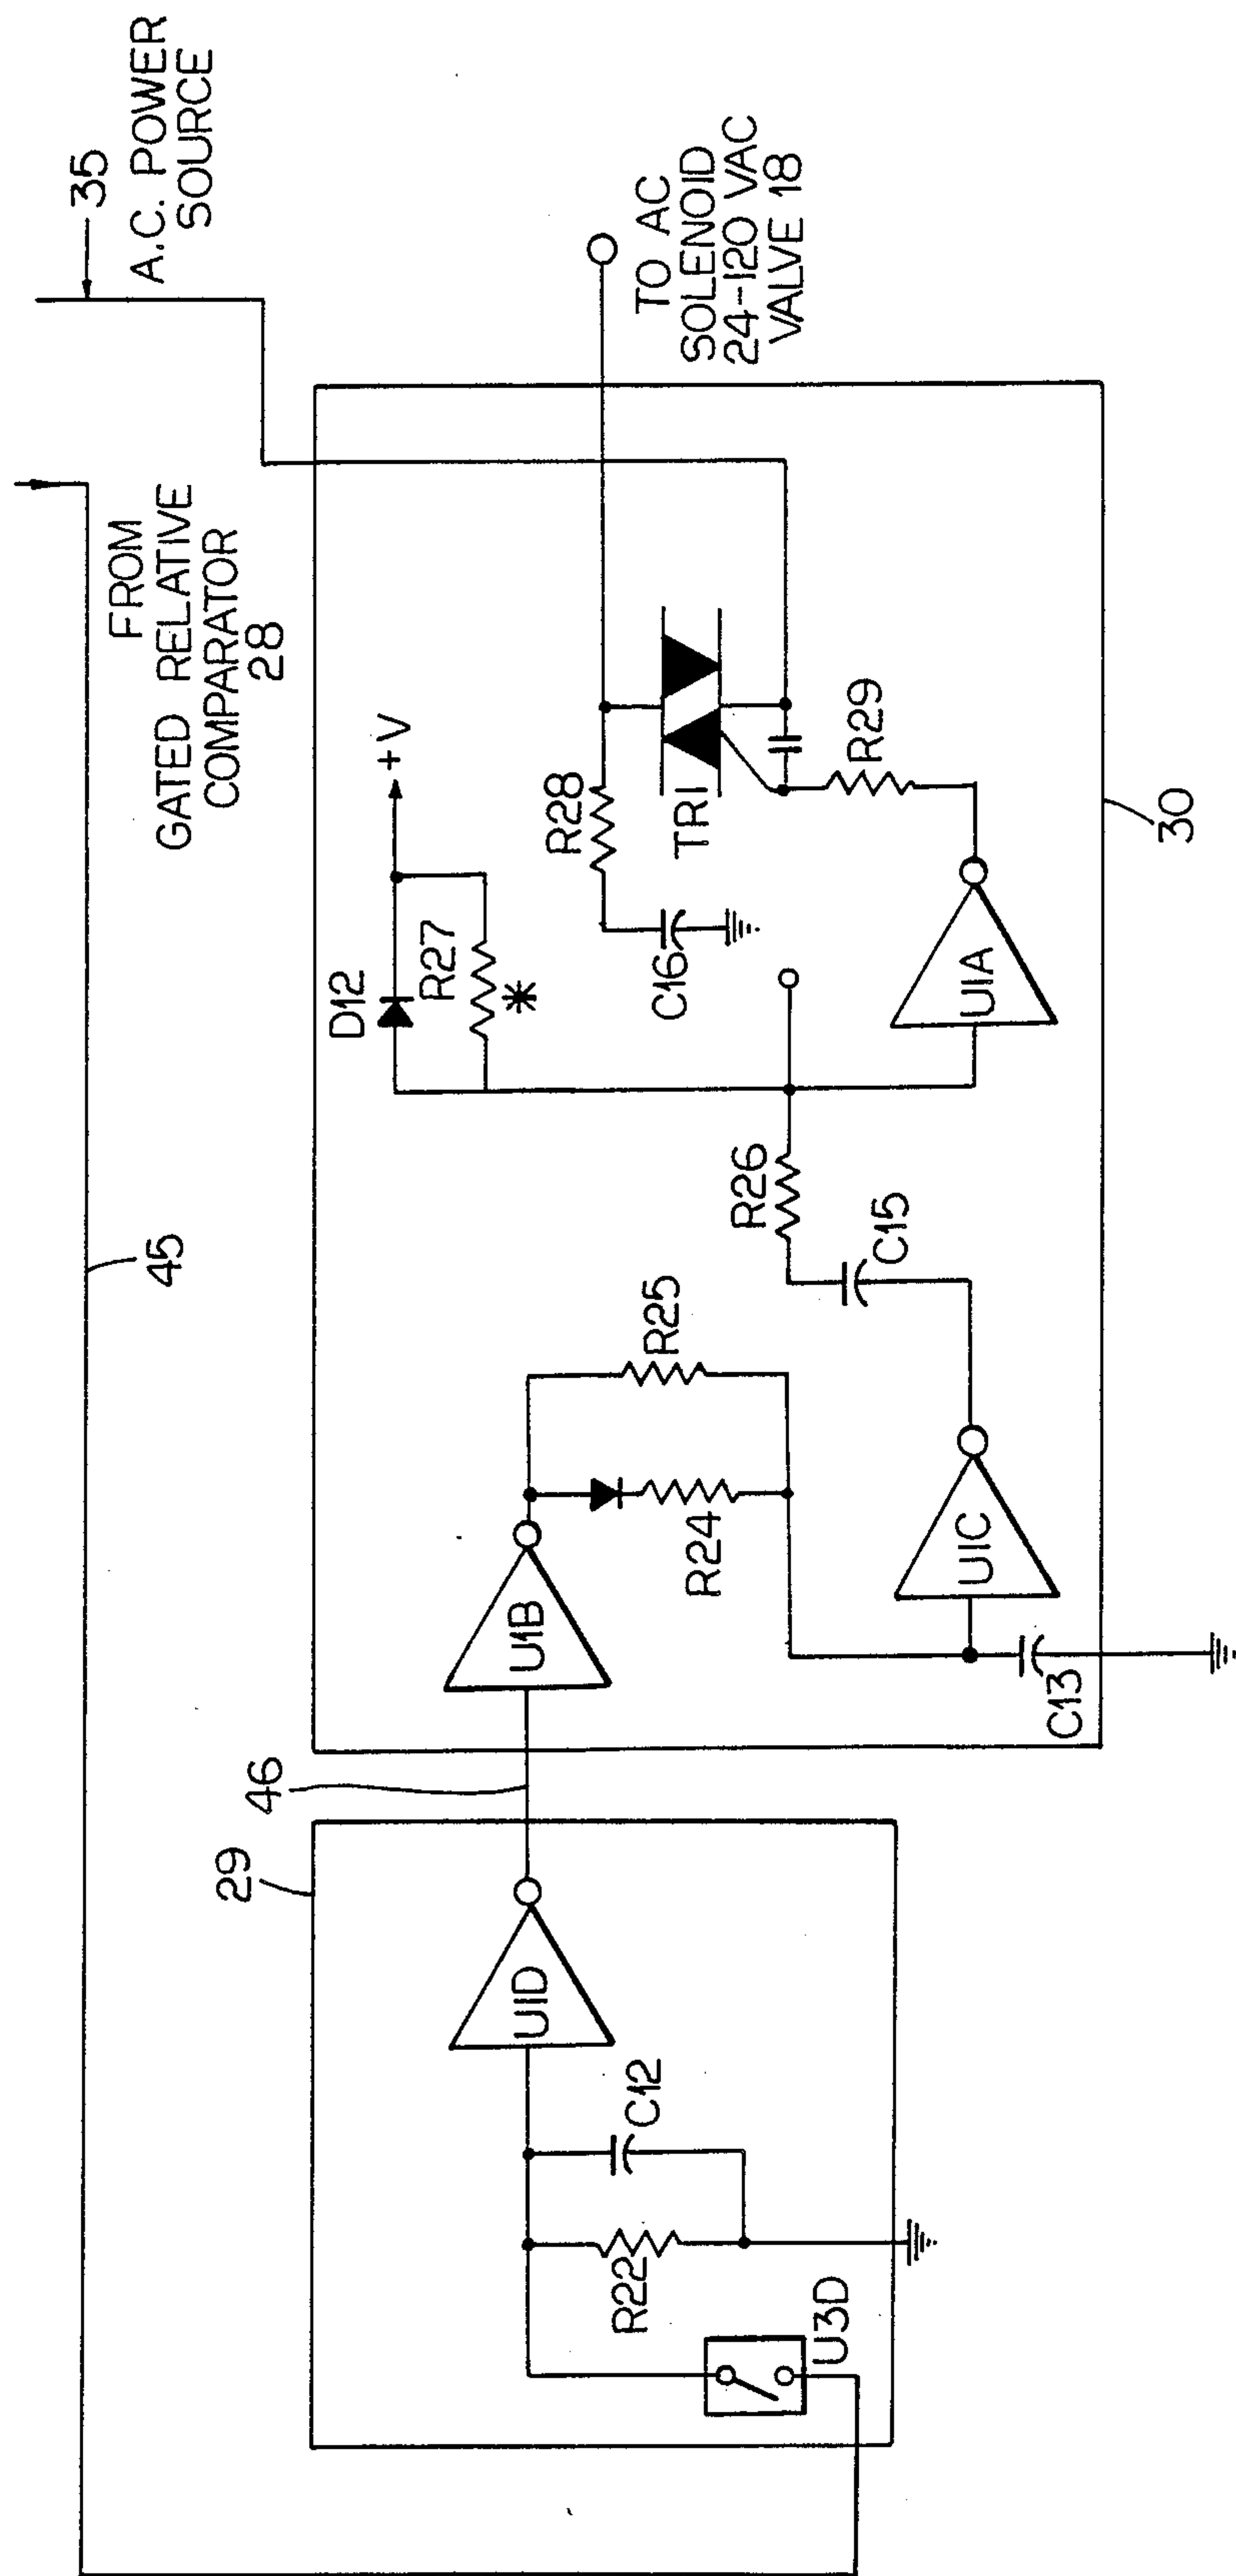 35
A.C. POWER
SOURCE
FROM
GATED RELATIVE
COMPARATOR
28
45
TO AC
SOLENOID
24-120 VAC
VALVE 18
D12
+V
R27
*
R28
C16
TRI
R29
U1A
30
R26
C15
R25
R24
U1B
U1C
C13
46
29
U1D
C12
R22
U3D